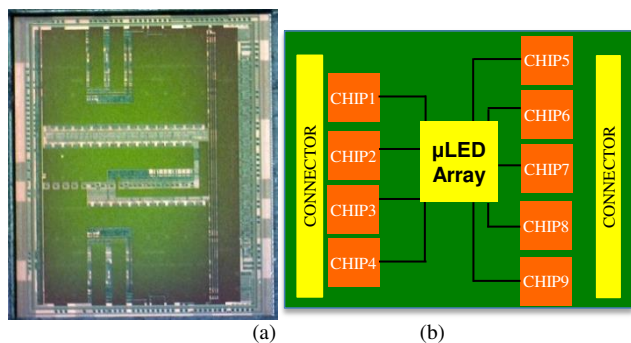 CONNECTOR
CHIP1
CHIP2
CHIP3
CHIP4
µLED
Array
CHIP5
CHIP6
CHIP7
CHIP8
CHIP9
CONNECTOR
(a)
(b)